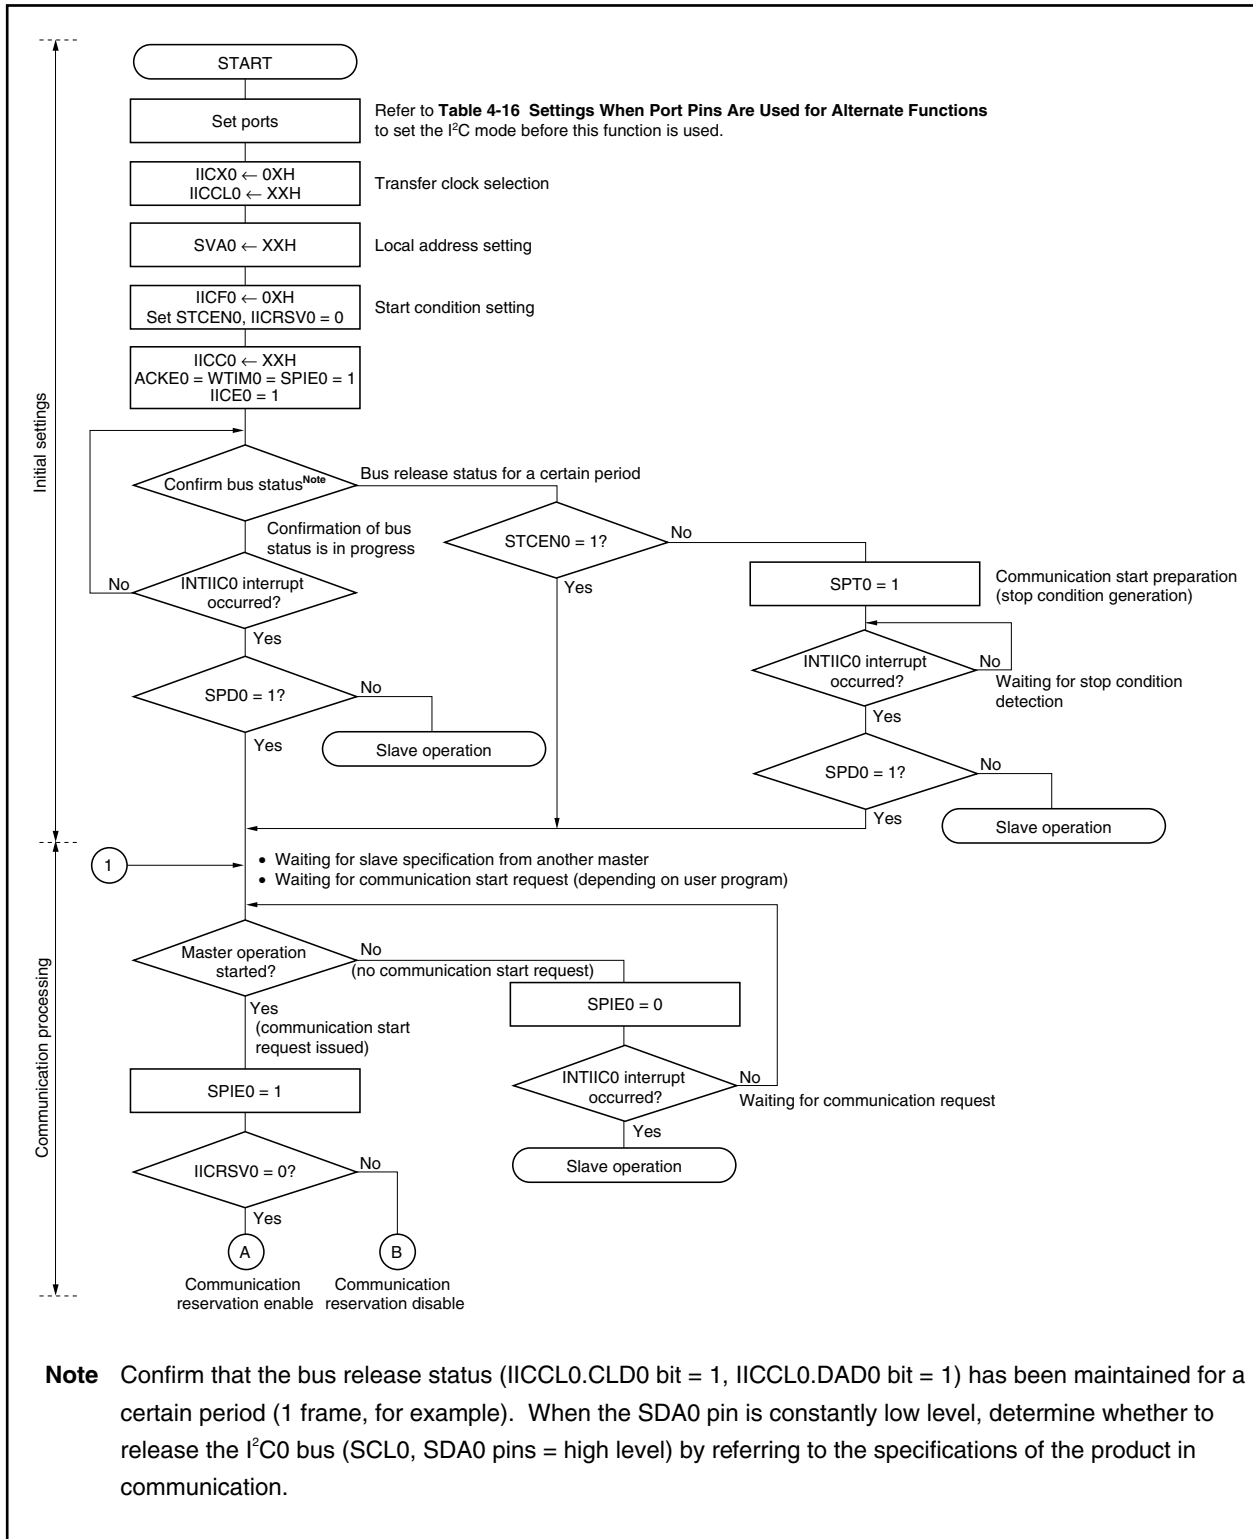 START
Set ports
Refer to Table 4-16  Settings When Port Pins Are Used for Alternate Functions
to set the I²C mode before this function is used.
IICX0 ← 0XH
IICCL0 ← XXH
Transfer clock selection
SVA0 ← XXH
Local address setting
IICF0 ← 0XH
Set STCEN0, IICRSV0 = 0
Start condition setting
IICC0 ← XXH
ACKE0 = WTIM0 = SPIE0 = 1
IICE0 = 1
Initial settings
Confirm bus statusNote
Bus release status for a certain period
Confirmation of bus
status is in progress
STCEN0 = 1?
No
Yes
INTIIC0 interrupt
occurred?
No
Yes
SPT0 = 1
Communication start preparation
(stop condition generation)
INTIIC0 interrupt
occurred?
No
Waiting for stop condition
detection
Yes
SPD0 = 1?
No
Yes
Slave operation
SPD0 = 1?
No
Yes
Slave operation
1
• Waiting for slave specification from another master
• Waiting for communication start request (depending on user program)
Communication processing
Master operation
started?
No
(no communication start request)
Yes
(communication start
request issued)
SPIE0 = 0
SPIE0 = 1
INTIIC0 interrupt
occurred?
No
Waiting for communication request
Yes
Slave operation
IICRSV0 = 0?
No
Yes
A
B
Communication
reservation enable
Communication
reservation disable
Note  Confirm that the bus release status (IICCL0.CLD0 bit = 1, IICCL0.DAD0 bit = 1) has been maintained for a
certain period (1 frame, for example).  When the SDA0 pin is constantly low level, determine whether to
release the I²C0 bus (SCL0, SDA0 pins = high level) by referring to the specifications of the product in
communication.